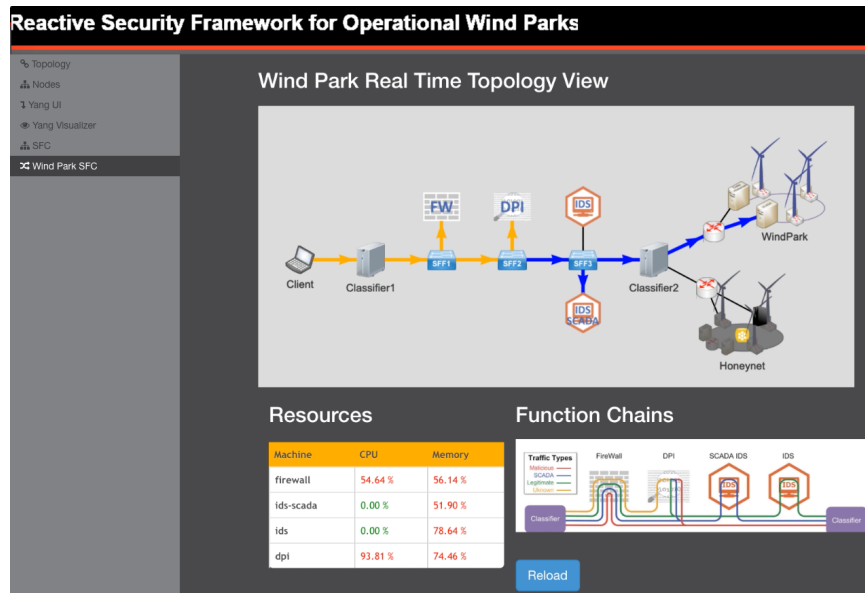 Reactive Security Framework for Operational Wind Parks
Topology
Nodes
Yang UI
Yang Visualizer
SFC
Wind Park SFC
Wind Park Real Time Topology View
FW
DPI
IDS
Client
Classifier1
SFF1
SFF2
SFF3
Classifier2
WindPark
IDS
SCADA
Honeynet
Resources
Machine CPU Memory
firewall 54.64 % 56.14 %
ids-scada 0.00 % 51.90 %
ids 0.00 % 78.64 %
dpi 93.81 % 74.46 %
Function Chains
Traffic Types
Malicious
SCADA
Legitimate
FireWall
DPI
SCADA IDS
IDS
IDS
IDS
Classifier
Classifier
Reload